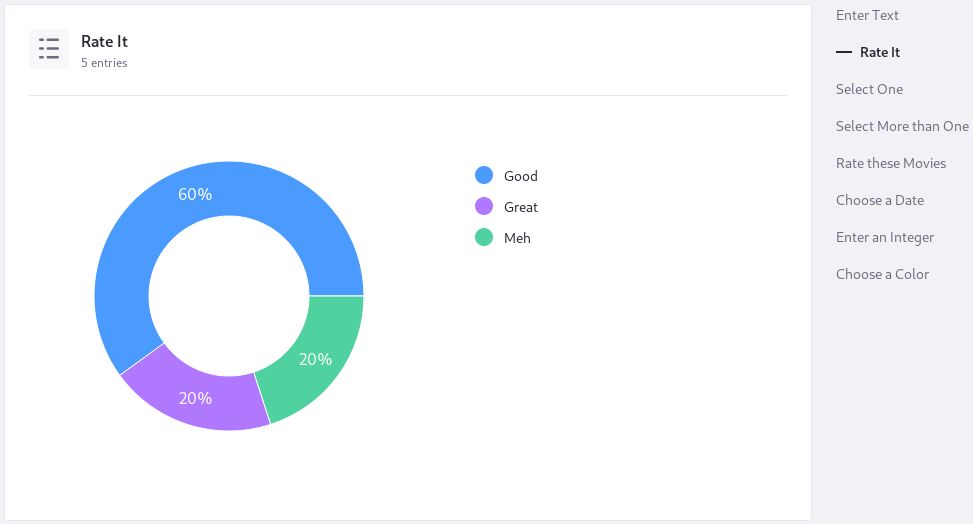 Rate It
5 entries
60%
20%
20%
Good
Great
Meh
Enter Text
Rate It
Select One
Select More than One
Rate these Movies
Choose a Date
Enter an Integer
Choose a Color